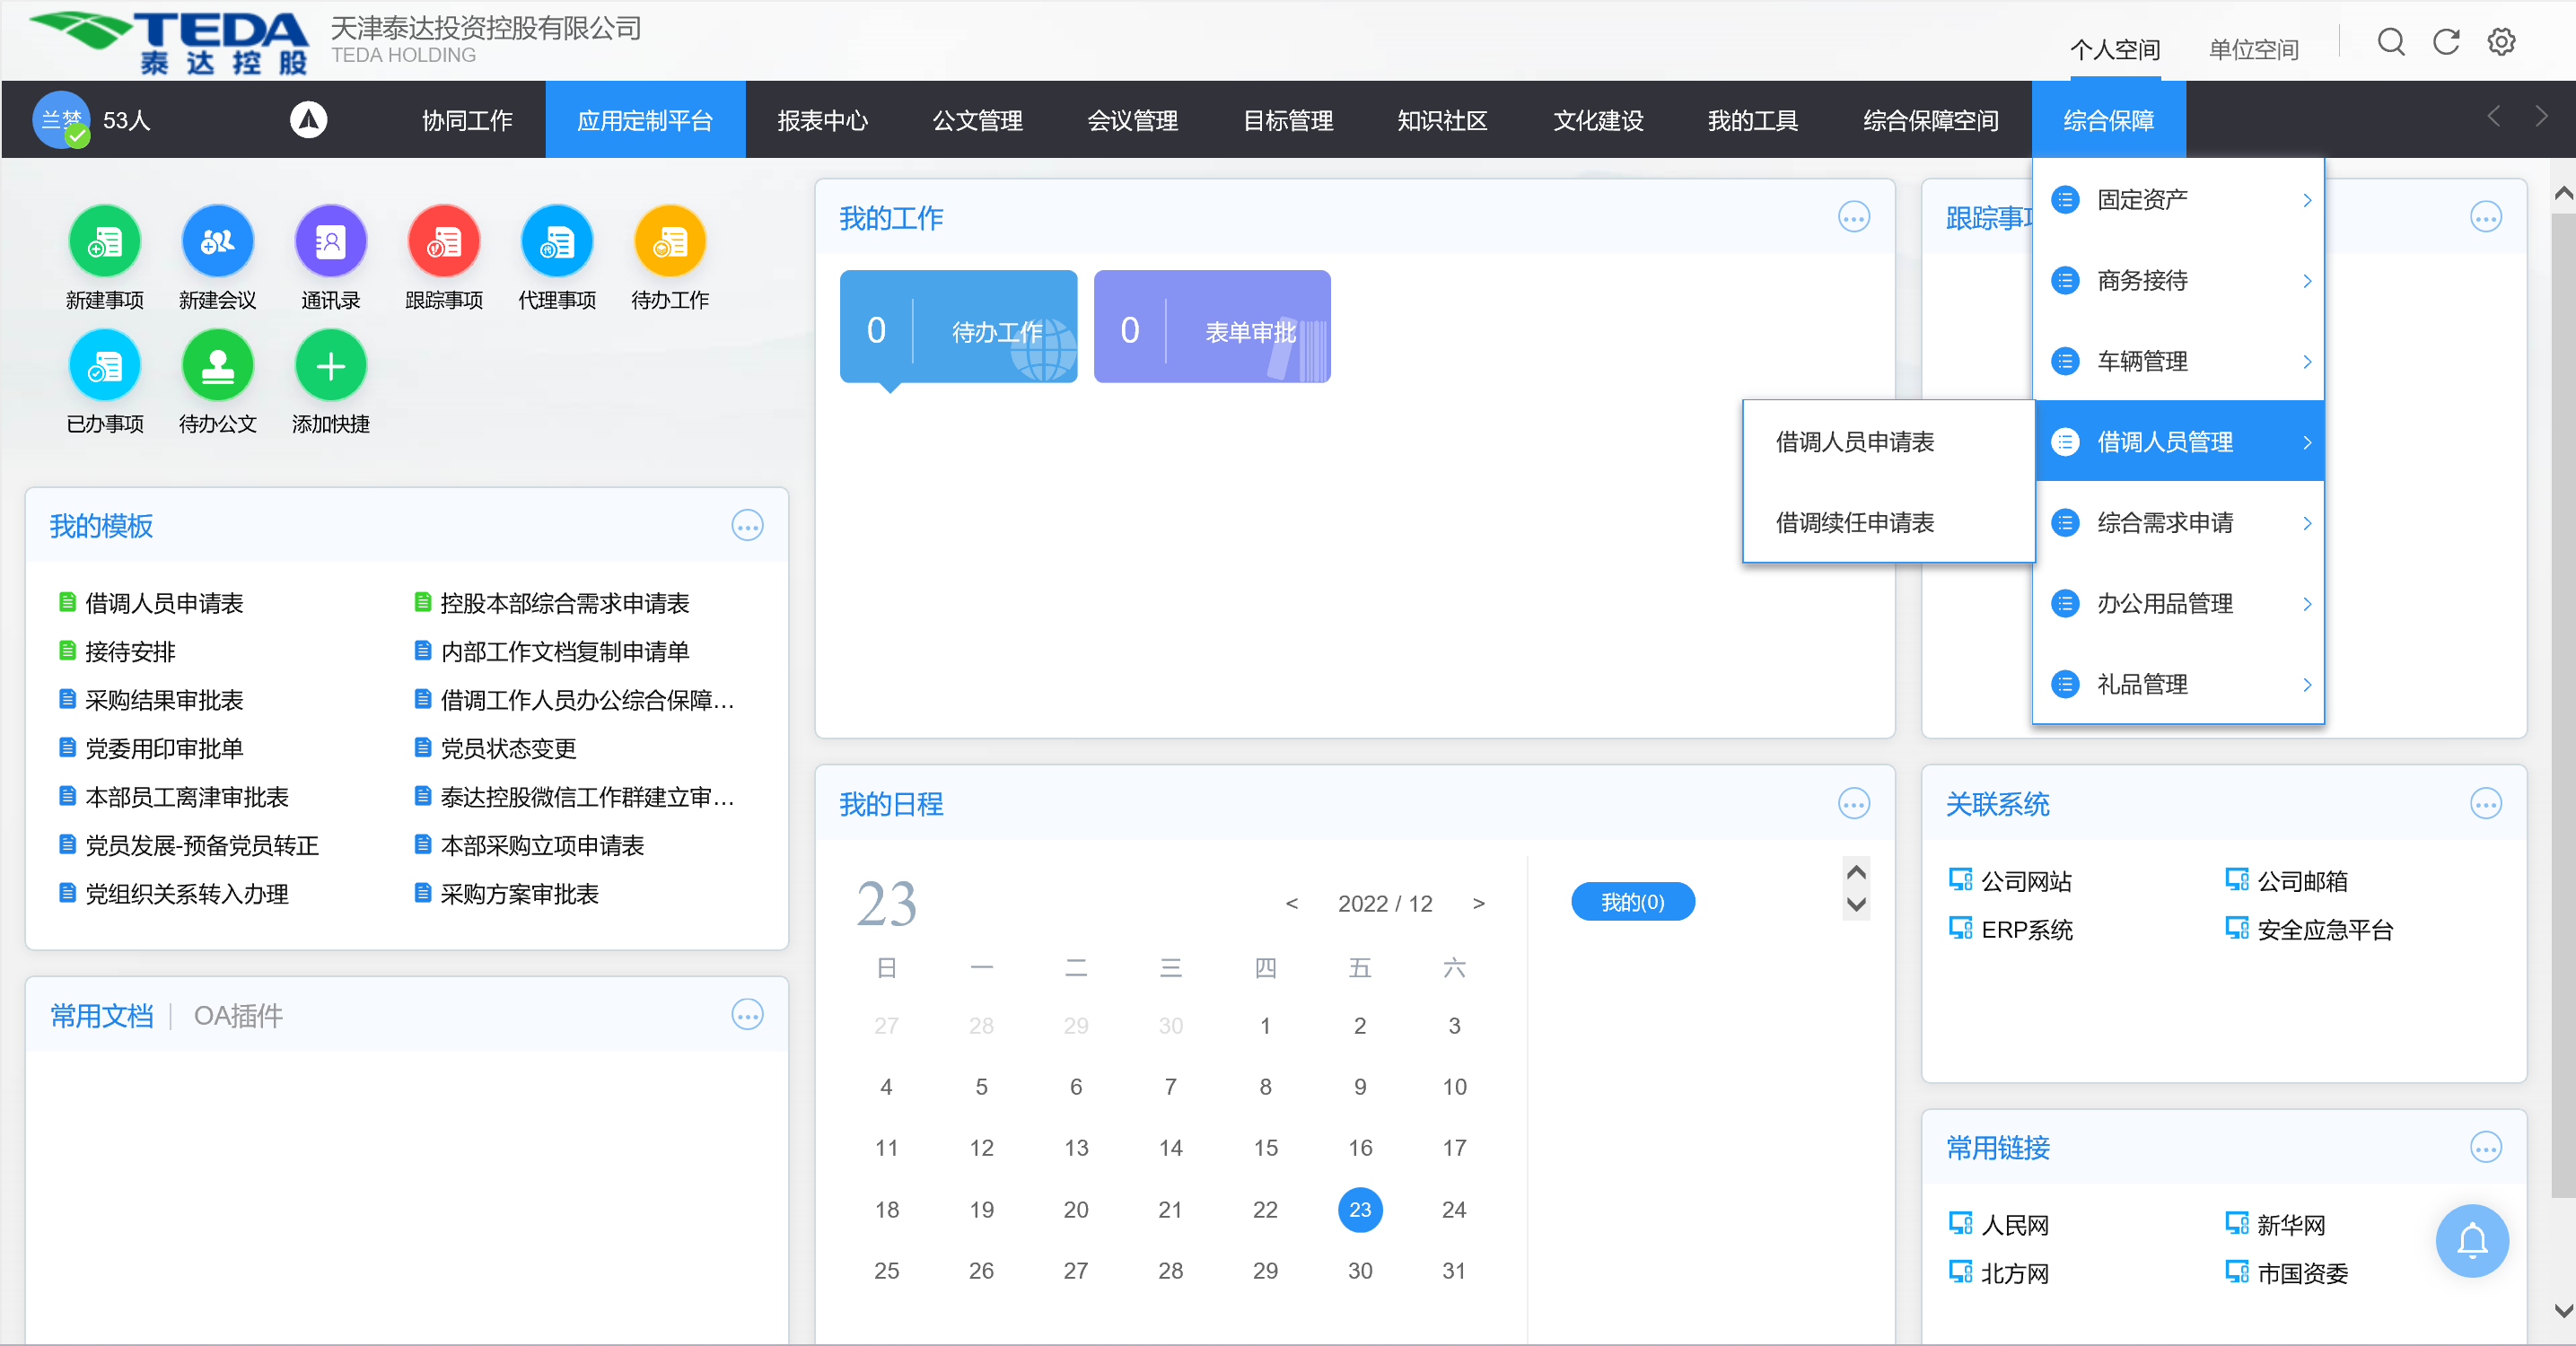 TEDA
泰达控股
天津泰达投资控股有限公司
TEDA HOLDING
个人空间
单位空间
兰梦
53人
协同工作
应用定制平台
报表中心
公文管理
会议管理
目标管理
知识社区
文化建设
我的工具
综合保障空间
综合保障
新建事项
新建会议
通讯录
跟踪事项
代理事项
待办工作
已办事项
待办公文
添加快捷
我的工作
0 待办工作
0 表单审批
跟踪事项
固定资产
商务接待
车辆管理
借调人员管理
综合需求申请
办公用品管理
礼品管理
借调人员申请表
借调续任申请表
我的模板
借调人员申请表
控股本部综合需求申请表
接待安排
内部工作文档复制申请单
采购结果审批表
借调工作人员办公综合保障…
党委用印审批单
党员状态变更
本部员工离津审批表
泰达控股微信工作群建立审…
党员发展-预备党员转正
本部采购立项申请表
党组织关系转入办理
采购方案审批表
常用文档 | OA插件
我的日程
23
< 2022 / 12 >
我的(0)
日 一 二 三 四 五 六
27 28 29 30 1 2 3
4 5 6 7 8 9 10
11 12 13 14 15 16 17
18 19 20 21 22 23 24
25 26 27 28 29 30 31
关联系统
公司网站
公司邮箱
ERP系统
安全应急平台
常用链接
人民网
新华网
北方网
市国资委